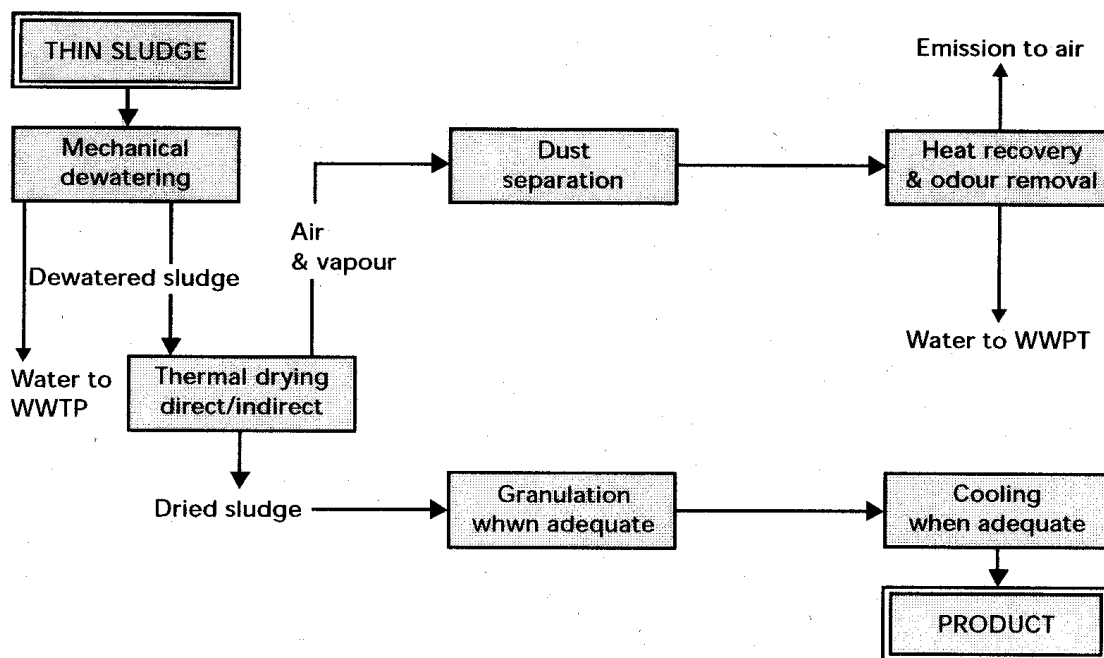 THIN SLUDGE
Emission to air
Mechanical
dewatering
Dust
separation
Heat recovery
& odour removal
Air
& vapour
Dewatered sludge
Water to WWPT
Water to
WWTP
Thermal drying
direct/indirect
Dried sludge
Granulation
whwn adequate
Cooling
when adequate
PRODUCT